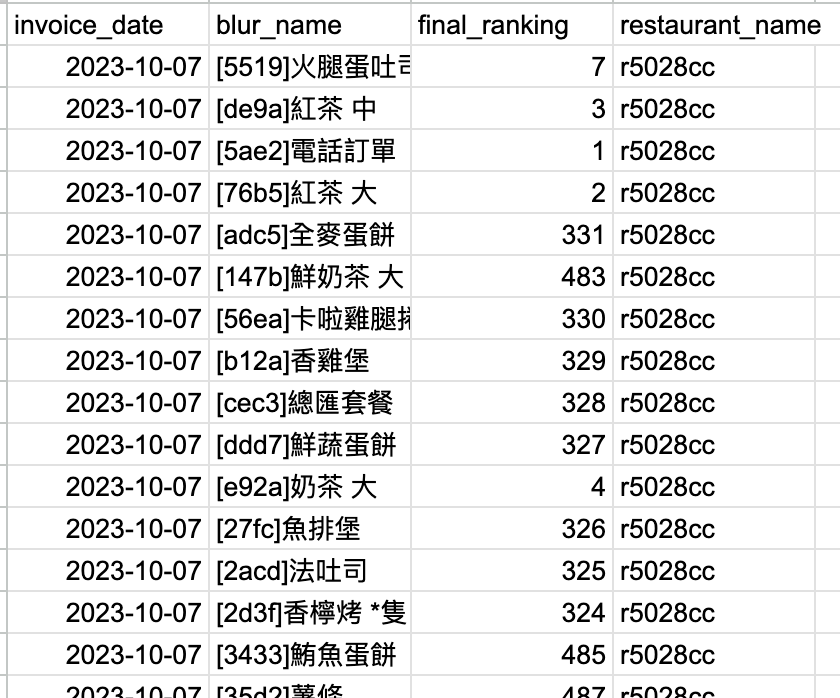 invoice_date blur_name final_ranking restaurant_name
2023-10-07 [5519]火腿蛋吐司 7 r5028cc
2023-10-07 [de9a]紅茶 中 3 r5028cc
2023-10-07 [5ae2]電話訂單 1 r5028cc
2023-10-07 [76b5]紅茶 大 2 r5028cc
2023-10-07 [adc5]全麥蛋餅 331 r5028cc
2023-10-07 [147b]鮮奶茶 大 483 r5028cc
2023-10-07 [56ea]卡啦雞腿捲 330 r5028cc
2023-10-07 [b12a]香雞堡 329 r5028cc
2023-10-07 [cec3]總匯套餐 328 r5028cc
2023-10-07 [ddd7]鮮蔬蛋餅 327 r5028cc
2023-10-07 [e92a]奶茶 大 4 r5028cc
2023-10-07 [27fc]魚排堡 326 r5028cc
2023-10-07 [2acd]法吐司 325 r5028cc
2023-10-07 [2d3f]香檸烤 *隻 324 r5028cc
2023-10-07 [3433]鮪魚蛋餅 485 r5028cc
2023-10-07 [35d2]薯條 487 r5028cc